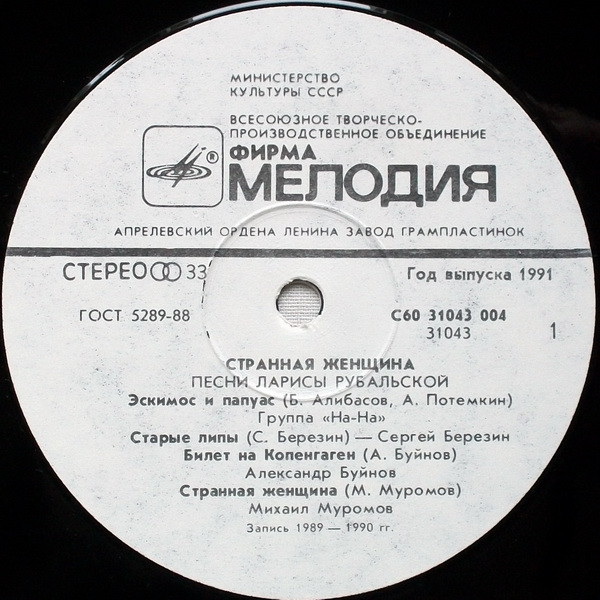 МИНИСТЕРСТВО
КУЛЬТУРЫ СССР
ВСЕСОЮЗНОЕ ТВОРЧЕСКО-
ПРОИЗВОДСТВЕННОЕ ОБЪЕДИНЕНИЕ
®
ФИРМА
МЕЛОДИЯ
АПРЕЛЕВСКИЙ ОРДЕНА ЛЕНИНА ЗАВОД ГРАМПЛАСТИНОК
СТЕРЕО 33 Год выпуска 1991
ГОСТ 5289-88 С60 31043 004
31043 1
СТРАННАЯ ЖЕНЩИНА
ПЕСНИ ЛАРИСЫ РУБАЛЬСКОЙ
Эскимос и папуас (Б. Алибасов, А. Потемкин)
Группа «На-На»
Старые липы (С. Березин) — Сергей Березин
Билет на Копенгаген (А. Буйнов)
Александр Буйнов
Странная женщина (М. Муромов)
Михаил Муромов
Запись 1989 — 1990 гг.